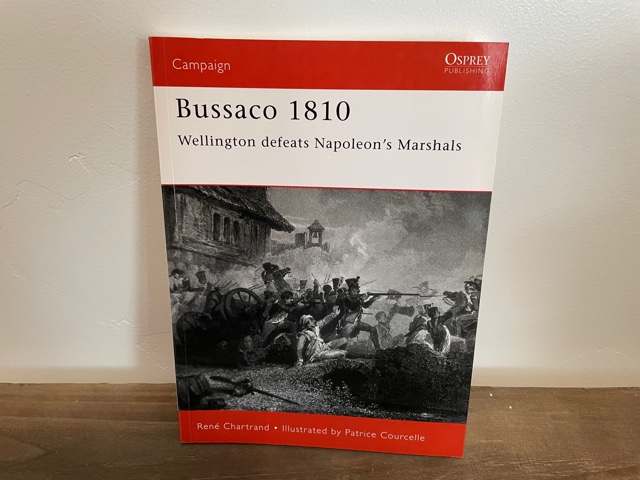 Campaign
OSPREY
PUBLISHING
Bussaco 1810
Wellington defeats Napoleon's Marshals
René Chartrand • Illustrated by Patrice Courcelle